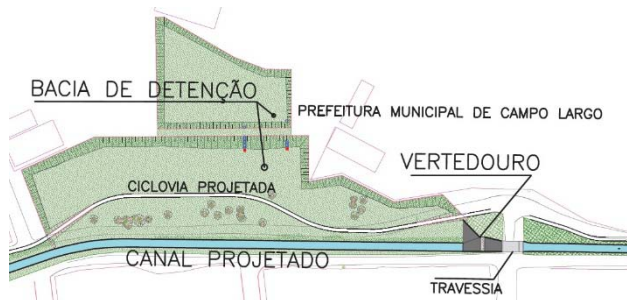 BACIA DE DETENÇÃO
PREFEITURA MUNICIPAL DE CAMPO LARGO
VERTEDOURO
CICLOVIA PROJETADA
CANAL PROJETADO
TRAVESSIA